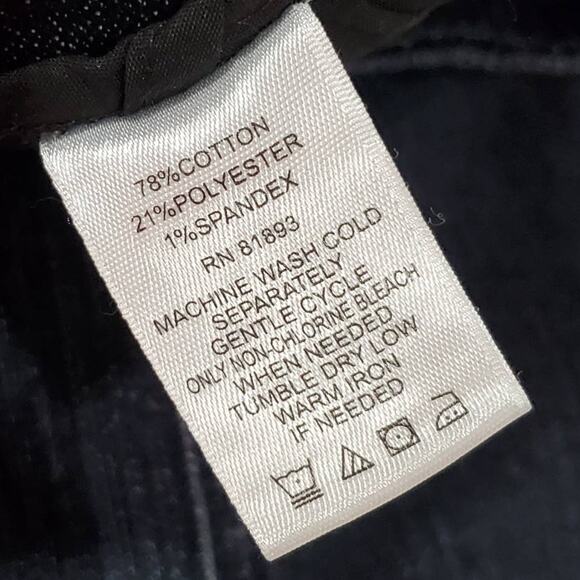 78%COTTON
21%POLYESTER
1%SPANDEX
RN 81893
MACHINE WASH COLD
SEPARATELY
GENTLE CYCLE
ONLY NON-CHLORINE BLEACH
WHEN NEEDED
TUMBLE DRY LOW
WARM IRON
IF NEEDED